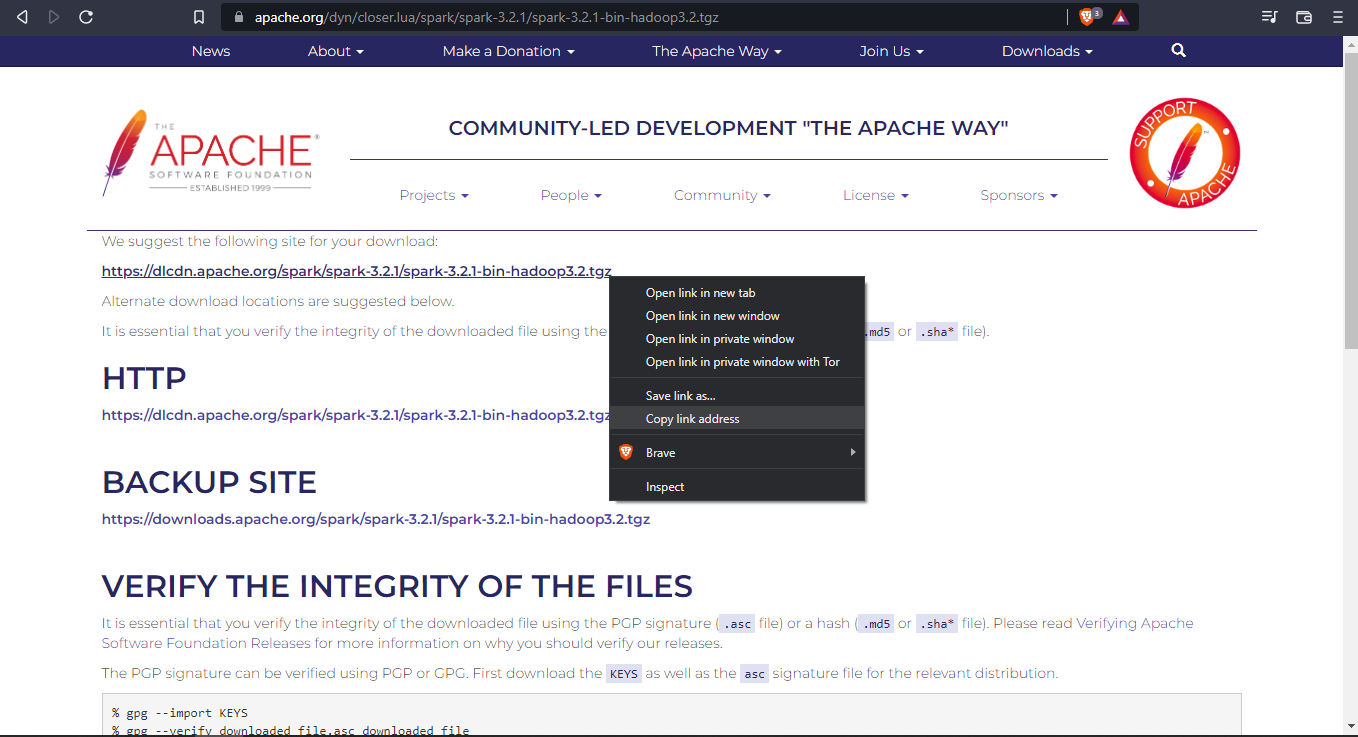 apache.org/dyn/closer.lua/spark/spark-3.2.1/spark-3.2.1-bin-hadoop3.2.tgz
3
News About Make a Donation The Apache Way Join Us Downloads
THE
APACHE®
SOFTWARE FOUNDATION
ESTABLISHED 1999
COMMUNITY-LED DEVELOPMENT "THE APACHE WAY"
Projects People Community License Sponsors
SUPPORT
APACHE
We suggest the following site for your download:
https://dlcdn.apache.org/spark/spark-3.2.1/spark-3.2.1-bin-hadoop3.2.tgz
Alternate download locations are suggested below.
It is essential that you verify the integrity of the downloaded file using the .md5 or .sha* file).
Open link in new tab
Open link in new window
Open link in private window
Open link in private window with Tor
Save link as...
Copy link address
Brave
Inspect
HTTP
https://dlcdn.apache.org/spark/spark-3.2.1/spark-3.2.1-bin-hadoop3.2.tgz
BACKUP SITE
https://downloads.apache.org/spark/spark-3.2.1/spark-3.2.1-bin-hadoop3.2.tgz
VERIFY THE INTEGRITY OF THE FILES
It is essential that you verify the integrity of the downloaded file using the PGP signature (.asc file) or a hash (.md5 or .sha* file). Please read Verifying Apache
Software Foundation Releases for more information on why you should verify our releases.
The PGP signature can be verified using PGP or GPG. First download the KEYS as well as the asc signature file for the relevant distribution.
% gpg --import KEYS
% gpg --verify downloaded_file.asc downloaded_file